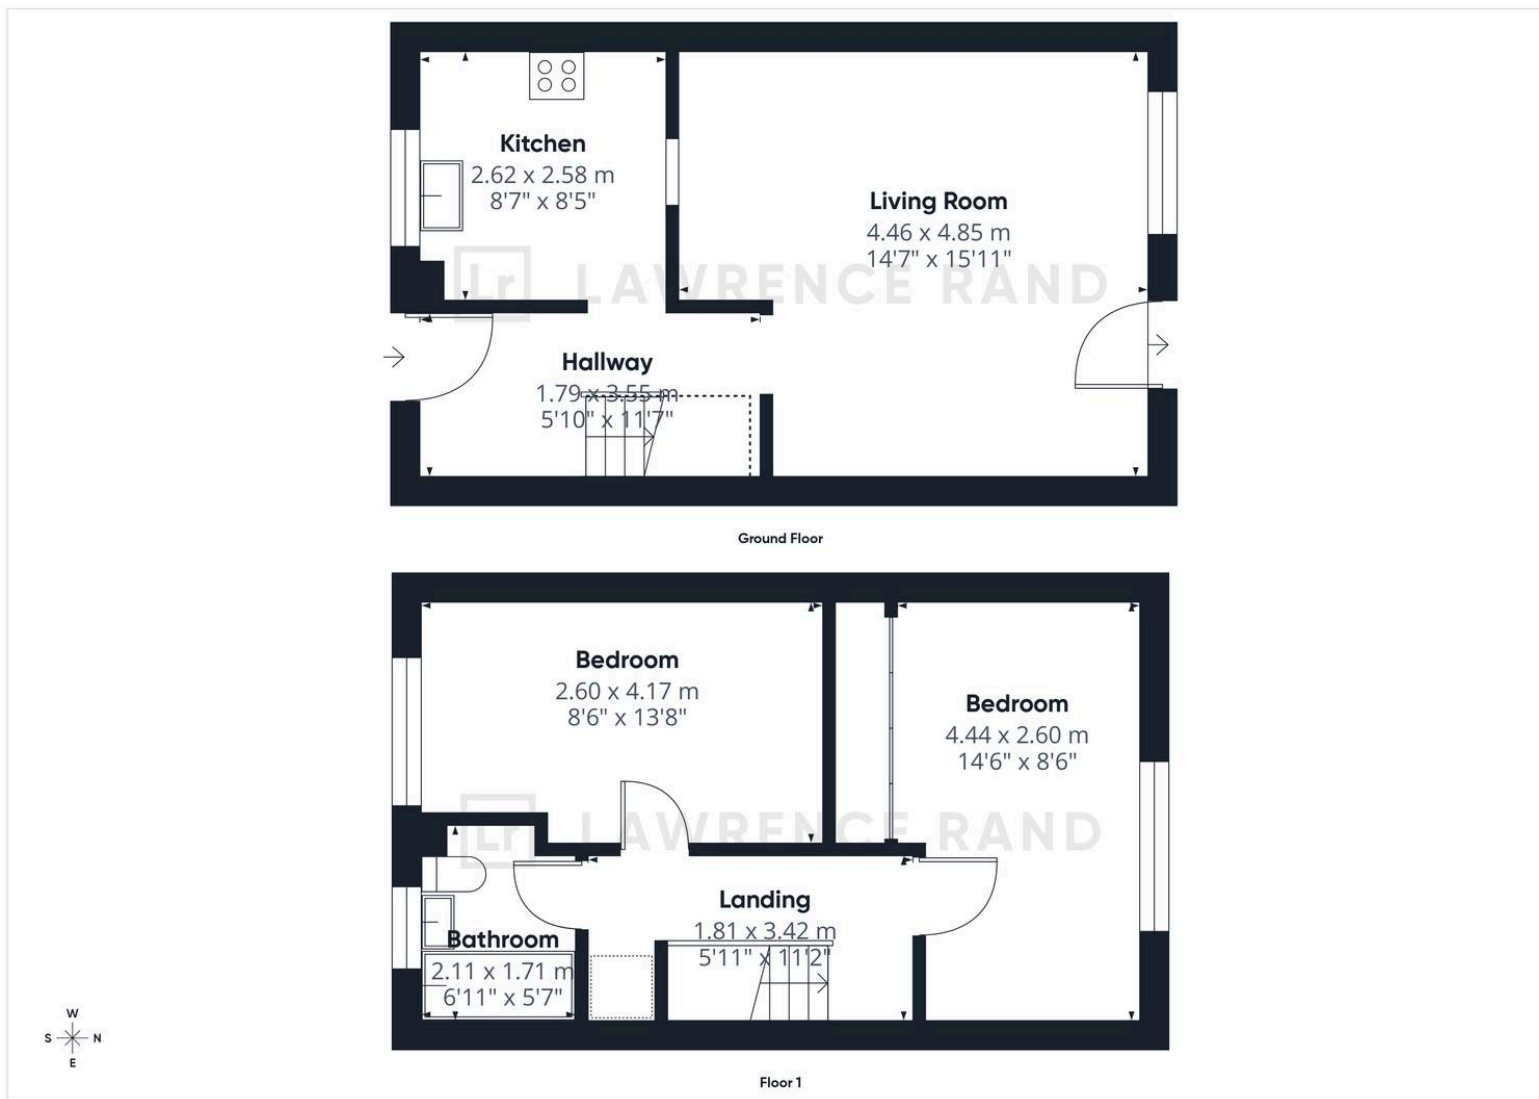 Kitchen
2.62 x 2.58 m
8'7" x 8'5"
Living Room
4.46 x 4.85 m
14'7" x 15'11"
Lr LAWRENCE RAND
Hallway
1.79 x 3.55 m
5'10" x 11'7"
Ground Floor
Bedroom
2.60 x 4.17 m
8'6" x 13'8"
Bedroom
4.44 x 2.60 m
14'6" x 8'6"
Lr LAWRENCE RAND
Landing
1.81 x 3.42 m
5'11" x 11'2"
Bathroom
2.11 x 1.71 m
6'11" x 5'7"
W
S N
E
Floor 1